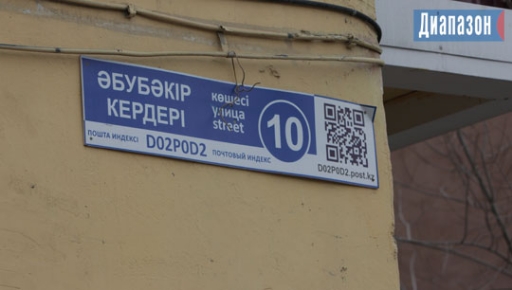 Диапазон
ӘБУБӘКІР
КЕРДЕРІ
көшесі
улица
street
10
ПОШТА ИНДЕКСІ D02P0D2 ПОЧТОВЫЙ ИНДЕКС
D02P0D2.post.kz